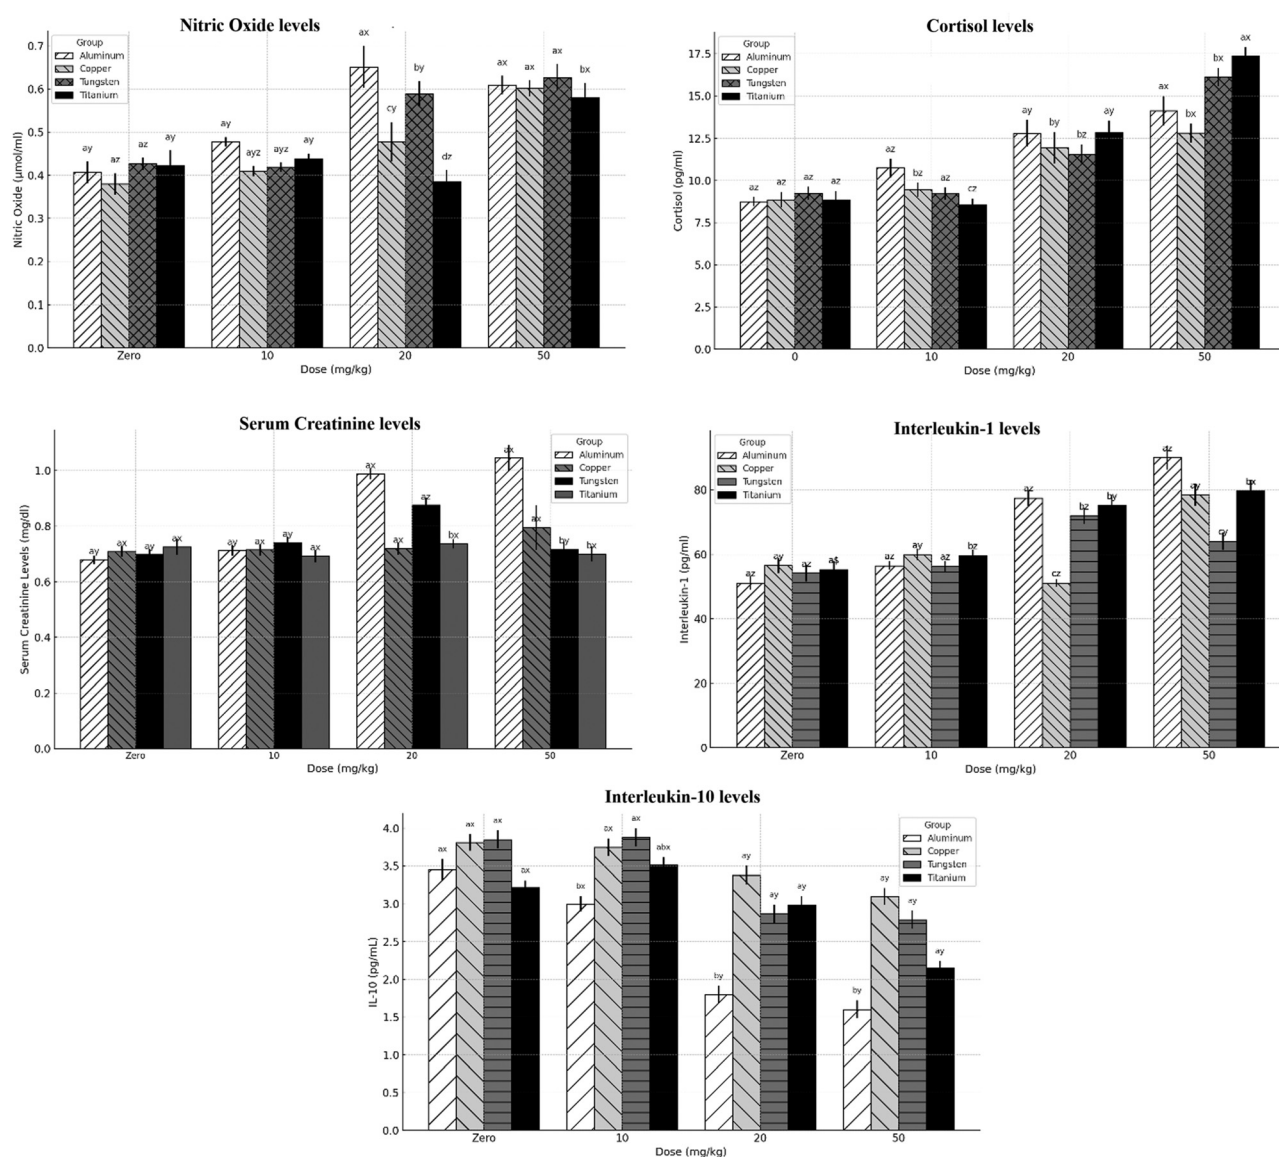 Nitric Oxide levels
Group
Aluminum
Copper
Tungsten
Titanium
0.7
0.6
0.5
0.4
0.3
0.2
0.1
0.0
Nitric Oxide (μmol/ml)
ay az az ay
ay ayz ayz ay
ax cy by dz
ax ax ax bx
Zero 10 20 50
Dose (mg/kg)
Cortisol levels
Group
Aluminum
Copper
Tungsten
Titanium
17.5
15.0
12.5
10.0
7.5
5.0
2.5
0.0
Cortisol (pg/ml)
az az az az
az bz az cz
ay by bz ay
ax bx bx ax
0 10 20 50
Dose (mg/kg)
Serum Creatinine levels
Group
Aluminum
Copper
Tungsten
Titanium
1.0
0.8
0.6
0.4
0.2
0.0
Serum Creatinine Levels (mg/dl)
ay ax ay ax
ay ax ay ax
ax ax az bx
ax ax by bx
Zero 10 20 50
Dose (mg/kg)
Interleukin-1 levels
Group
Aluminum
Copper
Tungsten
Titanium
80
60
40
20
0
Interleukin-1 (pg/ml)
az ay az
az ay az bz
az cz bz by
az ay cy bx
Zero 10 20 50
Dose (mg/kg)
Interleukin-10 levels
Group
Aluminum
Copper
Tungsten
Titanium
4.0
3.5
3.0
2.5
2.0
1.5
1.0
0.5
0.0
IL-10 (pg/mL)
ax ax ax ax
bx ax ax abx
by ay ay ay
by ay ay ay
Zero 10 20 50
Dose (mg/kg)